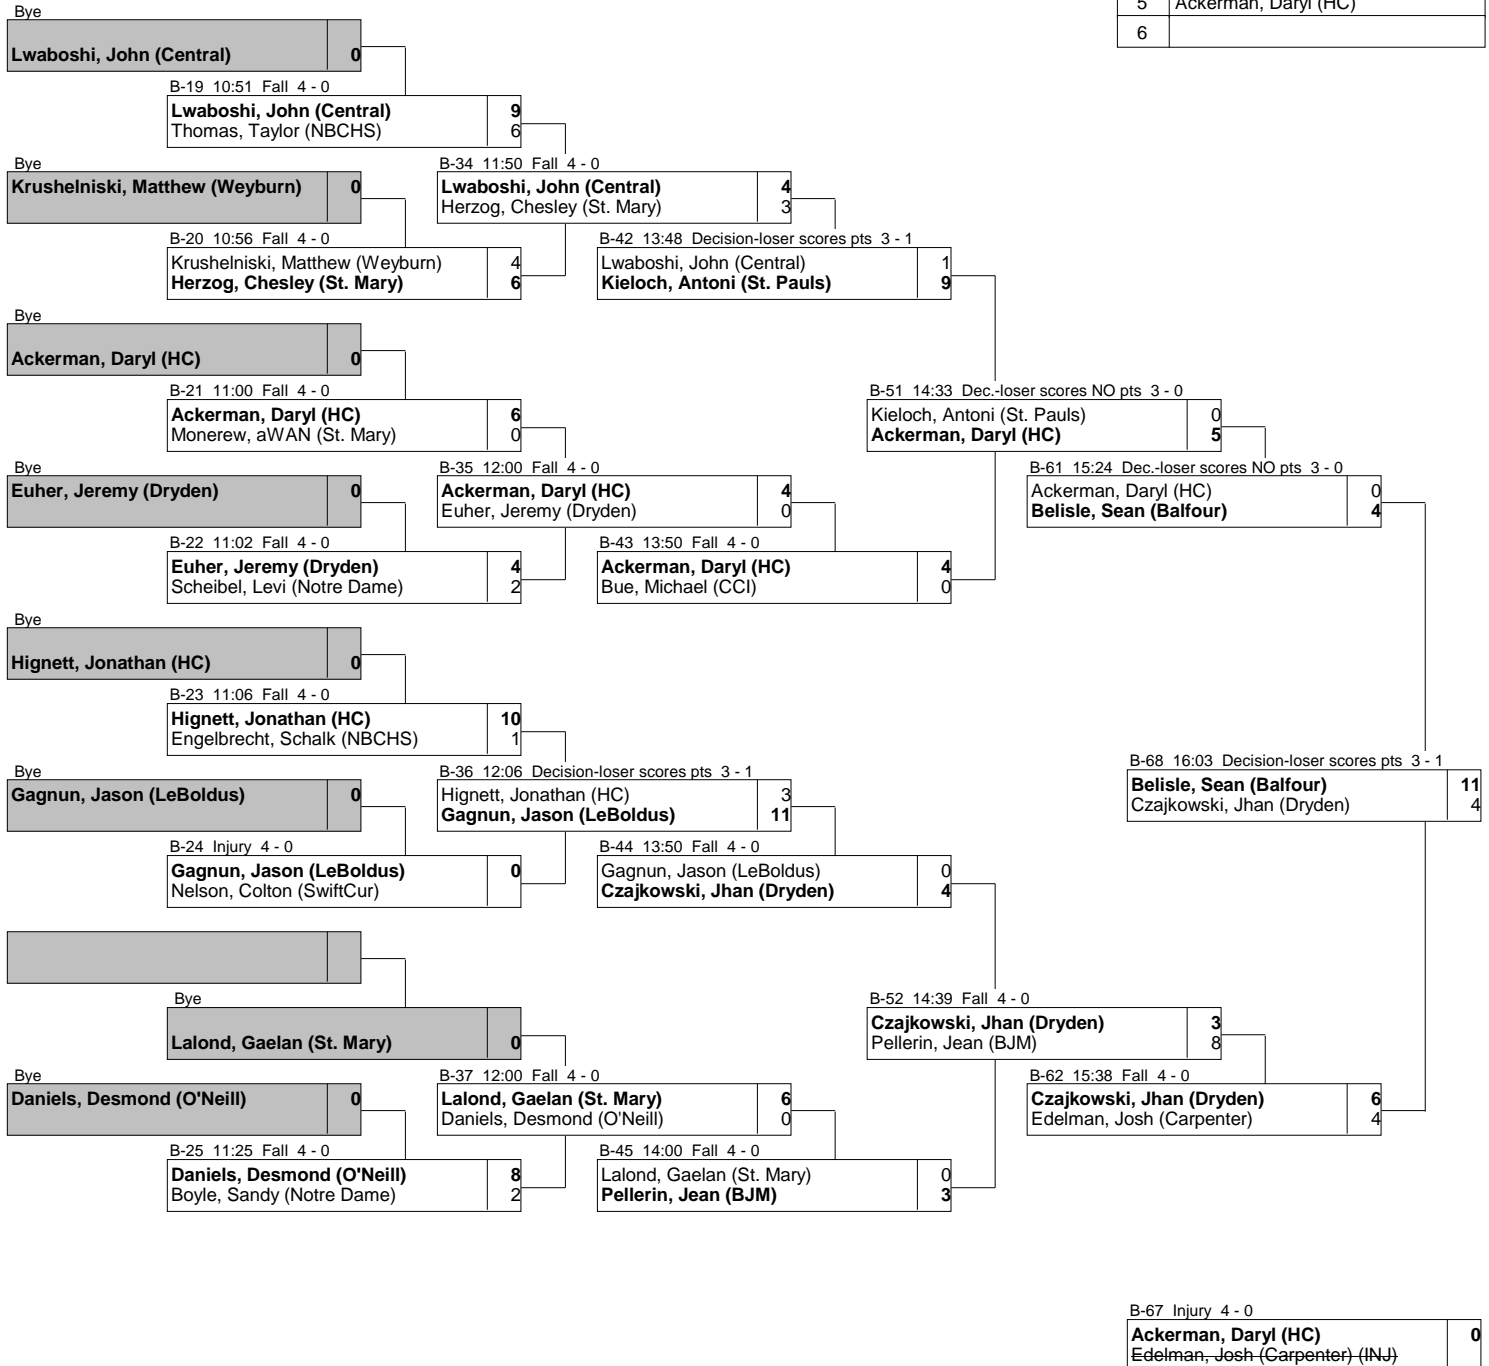 5 Ackerman, Daryl (HC)
6
Bye
Lwaboshi, John (Central) 0
B-19 10:51 Fall 4 - 0
Lwaboshi, John (Central) 9
Thomas, Taylor (NBCHS) 6
Bye
Krushelniski, Matthew (Weyburn) 0
B-34 11:50 Fall 4 - 0
Lwaboshi, John (Central) 4
Herzog, Chesley (St. Mary) 3
B-20 10:56 Fall 4 - 0
Krushelniski, Matthew (Weyburn) 4
Herzog, Chesley (St. Mary) 6
B-42 13:48 Decision-loser scores pts 3 - 1
Lwaboshi, John (Central) 1
Kieloch, Antoni (St. Pauls) 9
Bye
Ackerman, Daryl (HC) 0
B-21 11:00 Fall 4 - 0
Ackerman, Daryl (HC) 6
Monerew, aWAN (St. Mary) 0
B-51 14:33 Dec.-loser scores NO pts 3 - 0
Kieloch, Antoni (St. Pauls) 0
Ackerman, Daryl (HC) 5
Bye
Euher, Jeremy (Dryden) 0
B-35 12:00 Fall 4 - 0
Ackerman, Daryl (HC) 4
Euher, Jeremy (Dryden) 0
B-61 15:24 Dec.-loser scores NO pts 3 - 0
Ackerman, Daryl (HC) 0
Belisle, Sean (Balfour) 4
B-22 11:02 Fall 4 - 0
Euher, Jeremy (Dryden) 4
Scheibel, Levi (Notre Dame) 2
B-43 13:50 Fall 4 - 0
Ackerman, Daryl (HC) 4
Bue, Michael (CCI) 0
Bye
Hignett, Jonathan (HC) 0
B-23 11:06 Fall 4 - 0
Hignett, Jonathan (HC) 10
Engelbrecht, Schalk (NBCHS) 1
Bye
Gagnun, Jason (LeBoldus) 0
B-36 12:06 Decision-loser scores pts 3 - 1
Hignett, Jonathan (HC) 3
Gagnun, Jason (LeBoldus) 11
B-68 16:03 Decision-loser scores pts 3 - 1
Belisle, Sean (Balfour) 11
Czajkowski, Jhan (Dryden) 4
B-24 Injury 4 - 0
Gagnun, Jason (LeBoldus) 0
Nelson, Colton (SwiftCur)
B-44 13:50 Fall 4 - 0
Gagnun, Jason (LeBoldus) 0
Czajkowski, Jhan (Dryden) 4
Bye
Lalond, Gaelan (St. Mary) 0
B-52 14:39 Fall 4 - 0
Czajkowski, Jhan (Dryden) 3
Pellerin, Jean (BJM) 8
Bye
Daniels, Desmond (O'Neill) 0
B-37 12:00 Fall 4 - 0
Lalond, Gaelan (St. Mary) 6
Daniels, Desmond (O'Neill) 0
B-62 15:38 Fall 4 - 0
Czajkowski, Jhan (Dryden) 6
Edelman, Josh (Carpenter) 4
B-25 11:25 Fall 4 - 0
Daniels, Desmond (O'Neill) 8
Boyle, Sandy (Notre Dame) 2
B-45 14:00 Fall 4 - 0
Lalond, Gaelan (St. Mary) 0
Pellerin, Jean (BJM) 3
B-67 Injury 4 - 0
Ackerman, Daryl (HC) 0
Edelman, Josh (Carpenter) (INJ)